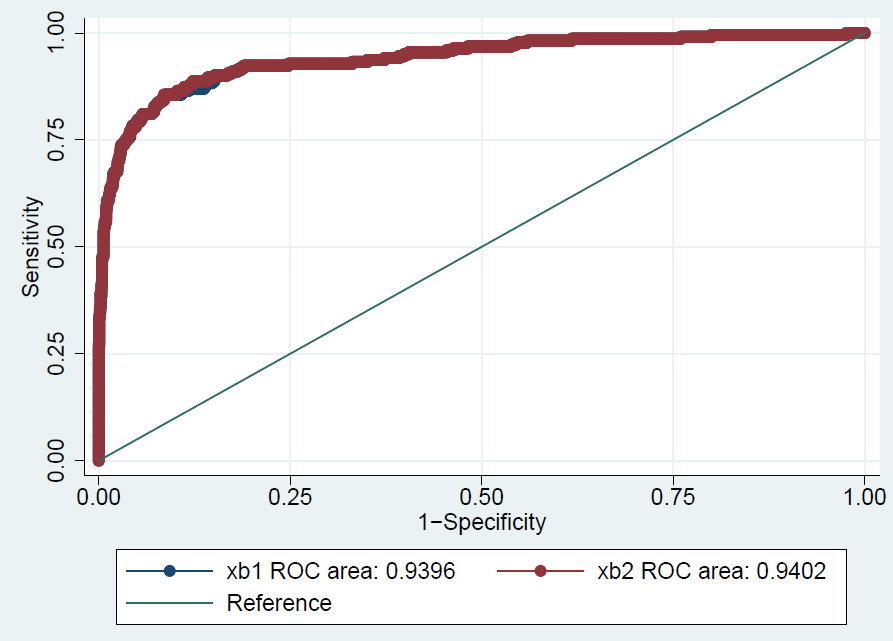 1.00
0.75
0.50
0.25
0.00
Sensitivity
0.00 0.25 0.50 0.75 1.00
1−Specificity
xb1 ROC area: 0.9396 xb2 ROC area: 0.9402
Reference